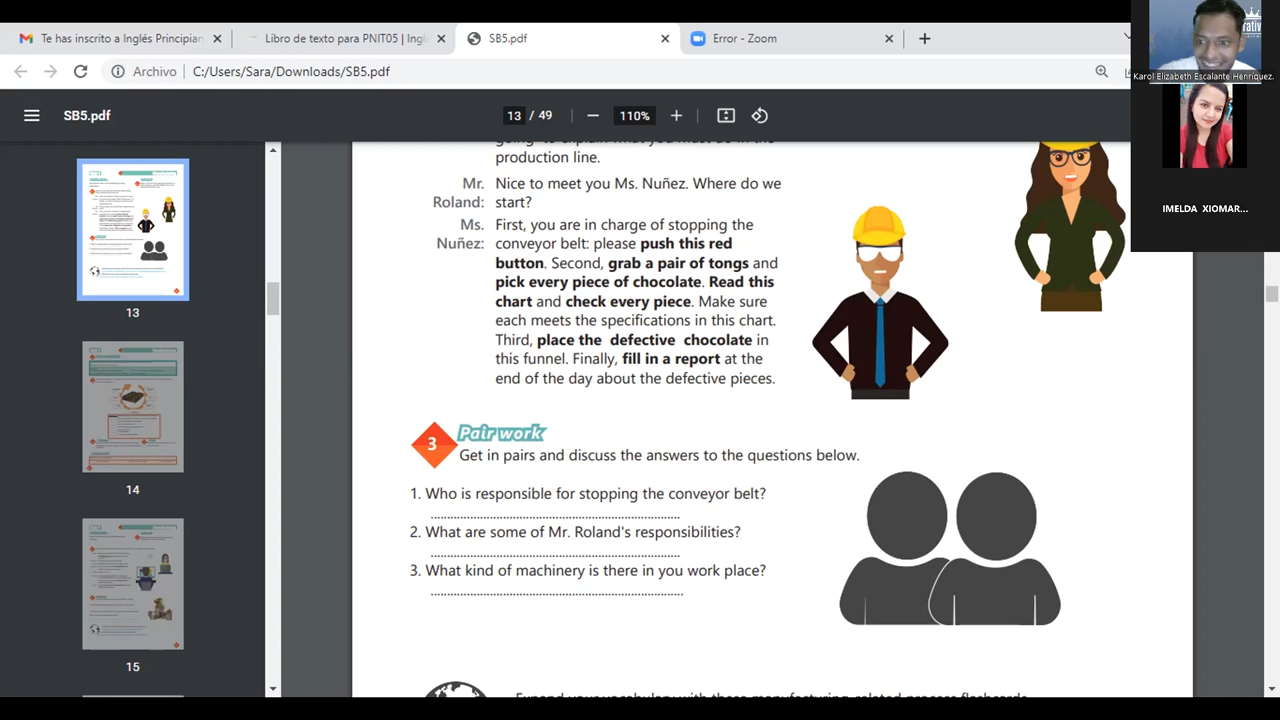 Te has inscrito a Inglés Principian
Libro de texto para PNIT05 | Ingl
SB5.pdf
Error - Zoom
Archivo
C:/Users/Sara/Downloads/SB5.pdf
SB5.pdf
13 / 49
110%
Karol Elizabeth Escalante Henriquez.
IMELDA XIOMAR...
13
14
15
production line.
Mr. Roland:
Nice to meet you Ms. Nuñez. Where do we
start?
Ms. Nuñez:
First, you are in charge of stopping the
conveyor belt: please push this red
button. Second, grab a pair of tongs and
pick every piece of chocolate. Read this
chart and check every piece. Make sure
each meets the specifications in this chart.
Third, place the defective chocolate in
this funnel. Finally, fill in a report at the
end of the day about the defective pieces.
3
Pair work
Get in pairs and discuss the answers to the questions below.
1. Who is responsible for stopping the conveyor belt?
2. What are some of Mr. Roland's responsibilities?
3. What kind of machinery is there in you work place?